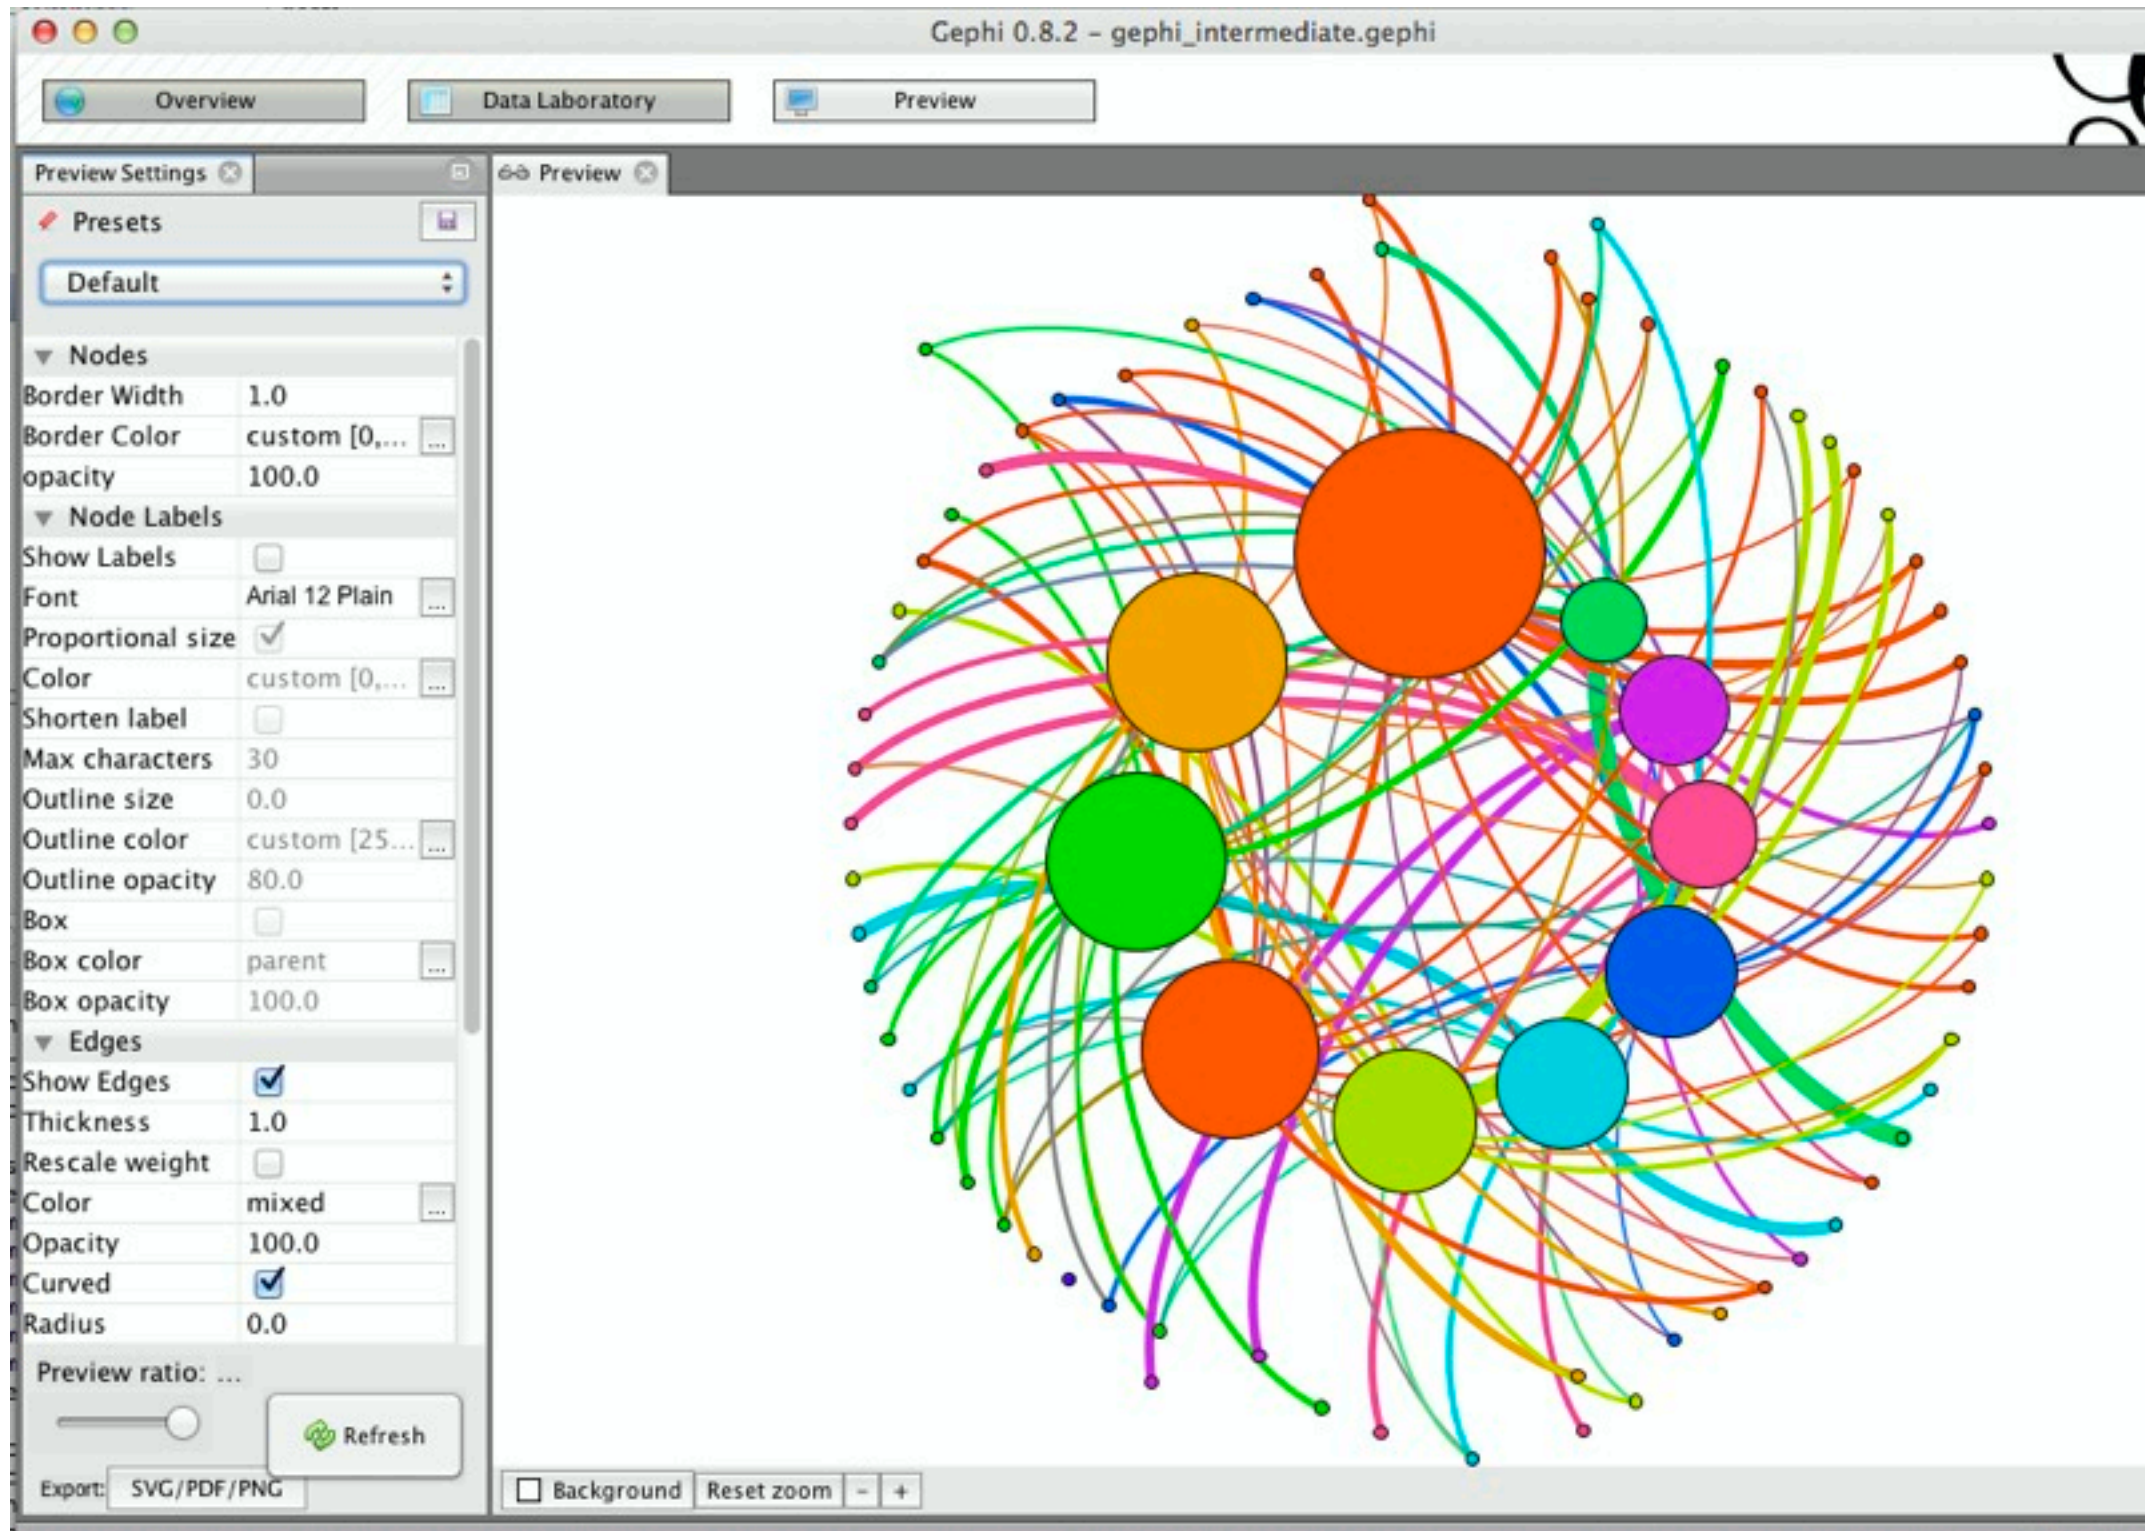 Gephi 0.8.2 – gephi_intermediate.gephi
Overview
Data Laboratory
Preview
Preview Settings
Preview
Presets
Default
Nodes
Border Width 1.0
Border Color custom [0,... ...
opacity 100.0
Node Labels
Show Labels
Font Arial 12 Plain ...
Proportional size
Color custom [0,... ...
Shorten label
Max characters 30
Outline size 0.0
Outline color custom [25... ...
Outline opacity 80.0
Box
Box color parent ...
Box opacity 100.0
Edges
Show Edges
Thickness 1.0
Rescale weight
Color mixed ...
Opacity 100.0
Curved
Radius 0.0
Preview ratio: ...
Refresh
Export: SVG/PDF/PNG
Background Reset zoom - +